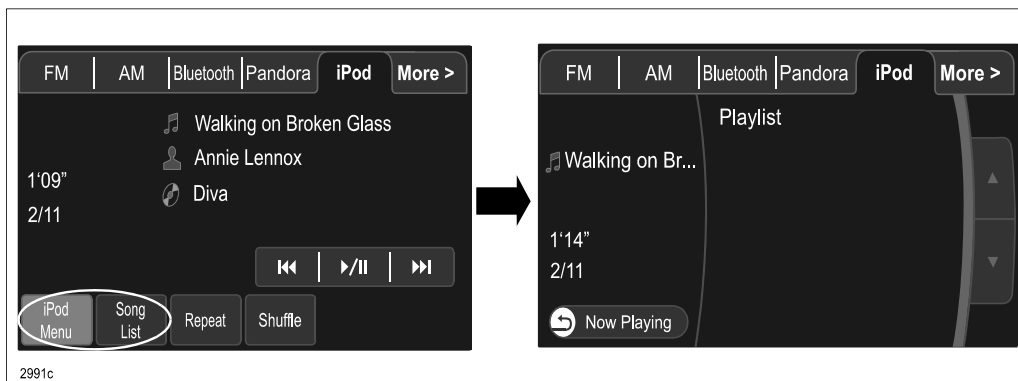 FM AM Bluetooth Pandora iPod More >
Walking on Broken Glass
Annie Lennox
Diva
1‘09”
2/11
iPod Menu
Song List
Repeat
Shuffle
FM AM Bluetooth Pandora iPod More >
Playlist
Walking on Br...
1‘14”
2/11
Now Playing
2991c